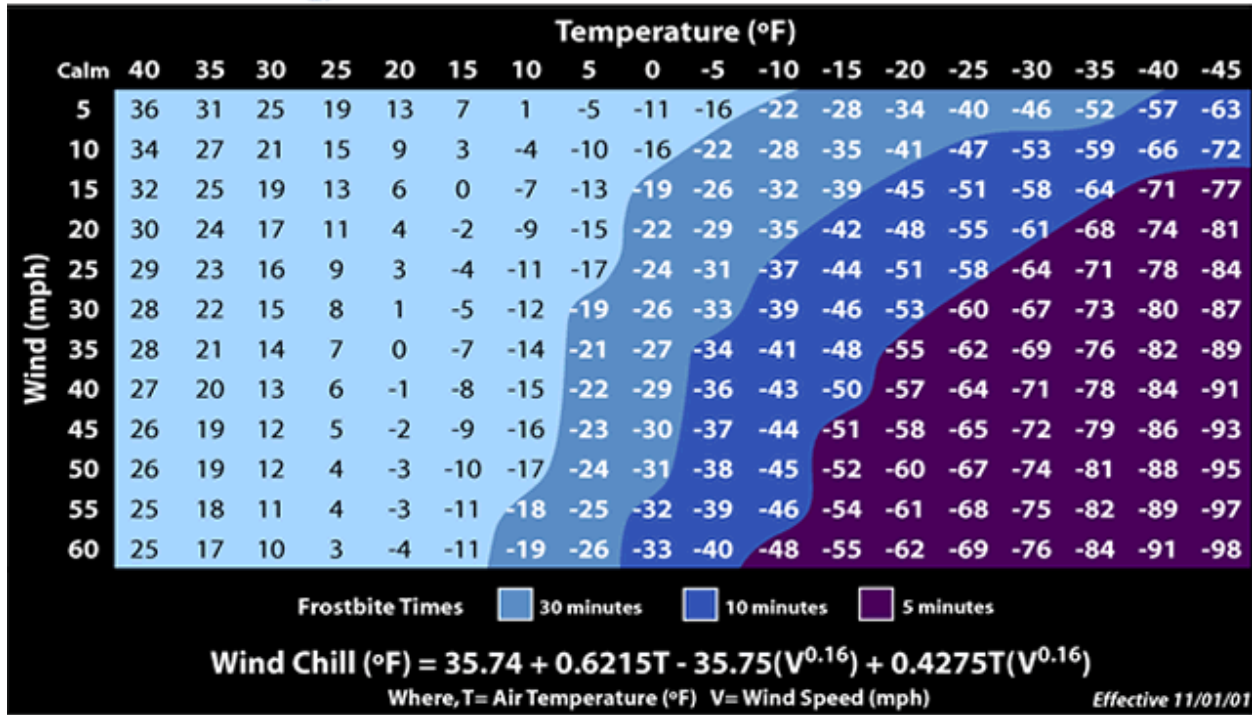 Temperature (ºF)
Calm 40 35 30 25 20 15 10 5 0 -5 -10 -15 -20 -25 -30 -35 -40 -45
5 36 31 25 19 13 7 1 -5 -11 -16 -22 -28 -34 -40 -46 -52 -57 -63
10 34 27 21 15 9 3 -4 -10 -16 -22 -28 -35 -41 -47 -53 -59 -66 -72
15 32 25 19 13 6 0 -7 -13 -19 -26 -32 -39 -45 -51 -58 -64 -71 -77
20 30 24 17 11 4 -2 -9 -15 -22 -29 -35 -42 -48 -55 -61 -68 -74 -81
25 29 23 16 9 3 -4 -11 -17 -24 -31 -37 -44 -51 -58 -64 -71 -78 -84
30 28 22 15 8 1 -5 -12 -19 -26 -33 -39 -46 -53 -60 -67 -73 -80 -87
35 28 21 14 7 0 -7 -14 -21 -27 -34 -41 -48 -55 -62 -69 -76 -82 -89
40 27 20 13 6 -1 -8 -15 -22 -29 -36 -43 -50 -57 -64 -71 -78 -84 -91
45 26 19 12 5 -2 -9 -16 -23 -30 -37 -44 -51 -58 -65 -72 -79 -86 -93
50 26 19 12 4 -3 -10 -17 -24 -31 -38 -45 -52 -60 -67 -74 -81 -88 -95
55 25 18 11 4 -3 -11 -18 -25 -32 -39 -46 -54 -61 -68 -75 -82 -89 -97
60 25 17 10 3 -4 -11 -19 -26 -33 -40 -48 -55 -62 -69 -76 -84 -91 -98
Wind (mph)
Frostbite Times 30 minutes 10 minutes 5 minutes
Wind Chill (ºF) = 35.74 + 0.6215T - 35.75(V⁰·¹⁶) + 0.4275T(V⁰·¹⁶)
Where, T= Air Temperature (ºF) V= Wind Speed (mph) Effective 11/01/01